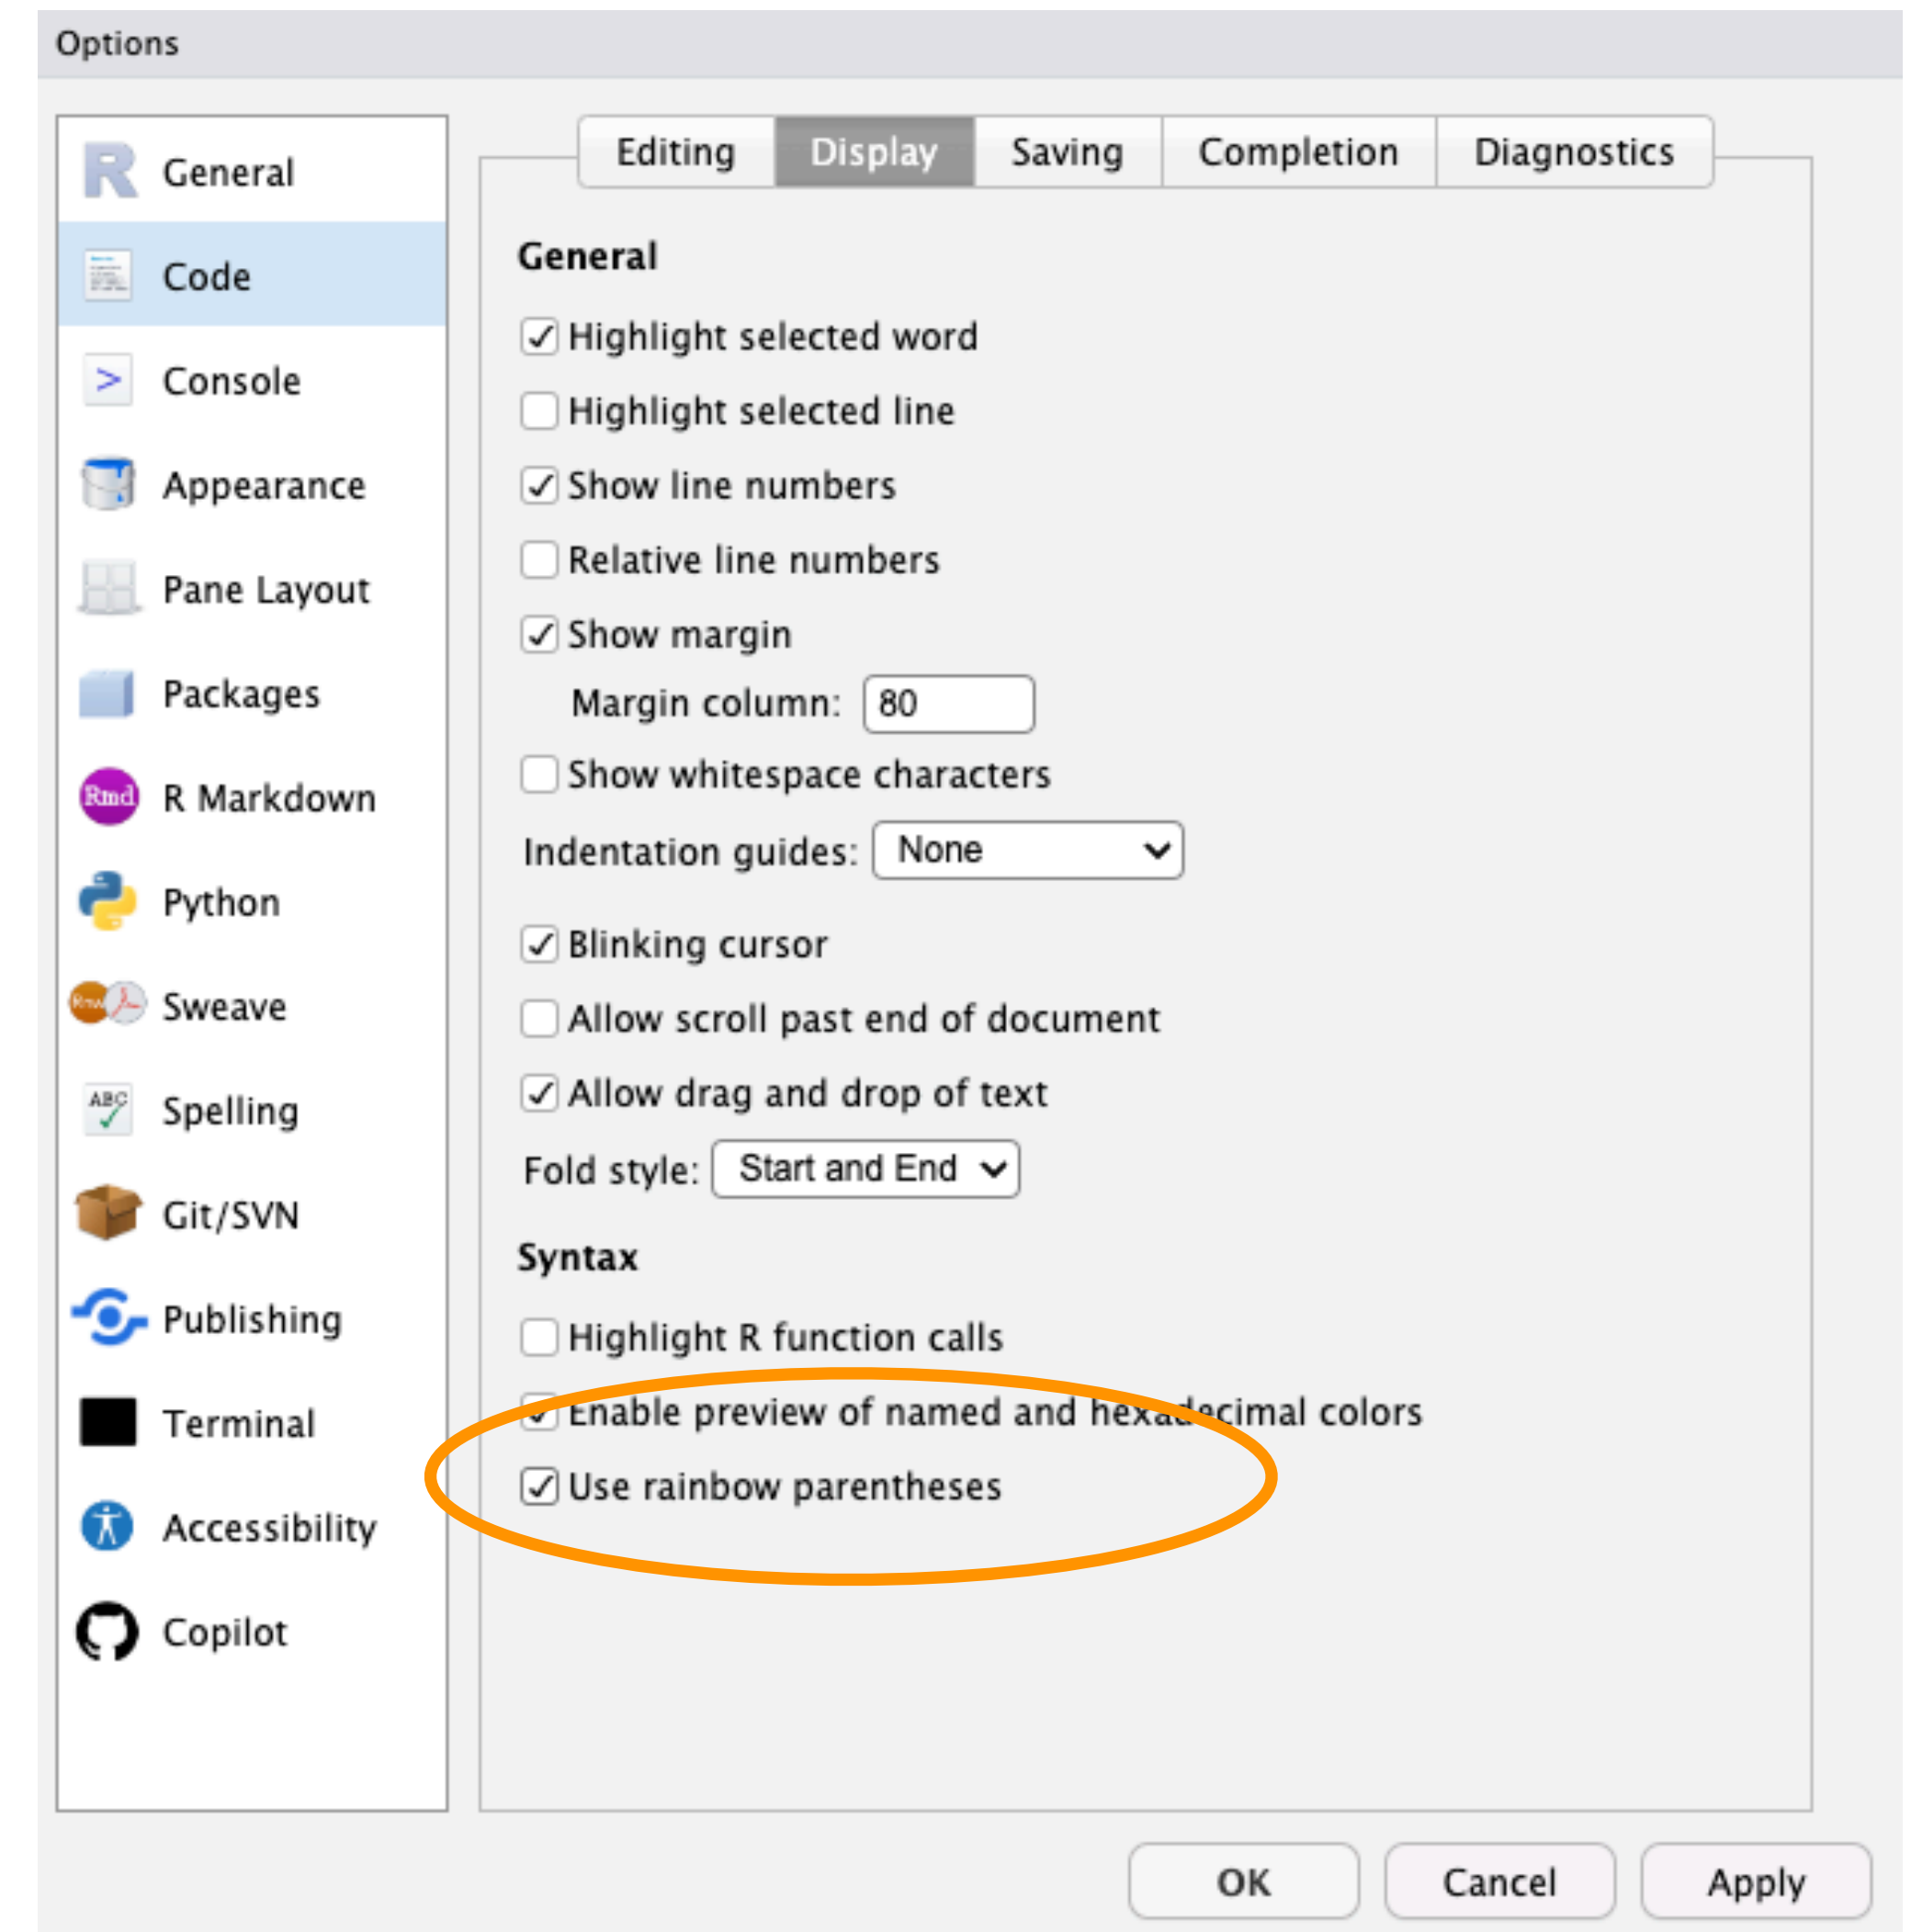 Options
General
Code
Console
Appearance
Pane Layout
Packages
Rmd R Markdown
Python
Rnw Sweave
ABC Spelling
Git/SVN
Publishing
Terminal
Accessibility
Copilot
Editing Display Saving Completion Diagnostics
General
Highlight selected word
Highlight selected line
Show line numbers
Relative line numbers
Show margin
Margin column: 80
Show whitespace characters
Indentation guides: None
Blinking cursor
Allow scroll past end of document
Allow drag and drop of text
Fold style: Start and End
Syntax
Highlight R function calls
Enable preview of named and hexadecimal colors
Use rainbow parentheses
OK Cancel Apply